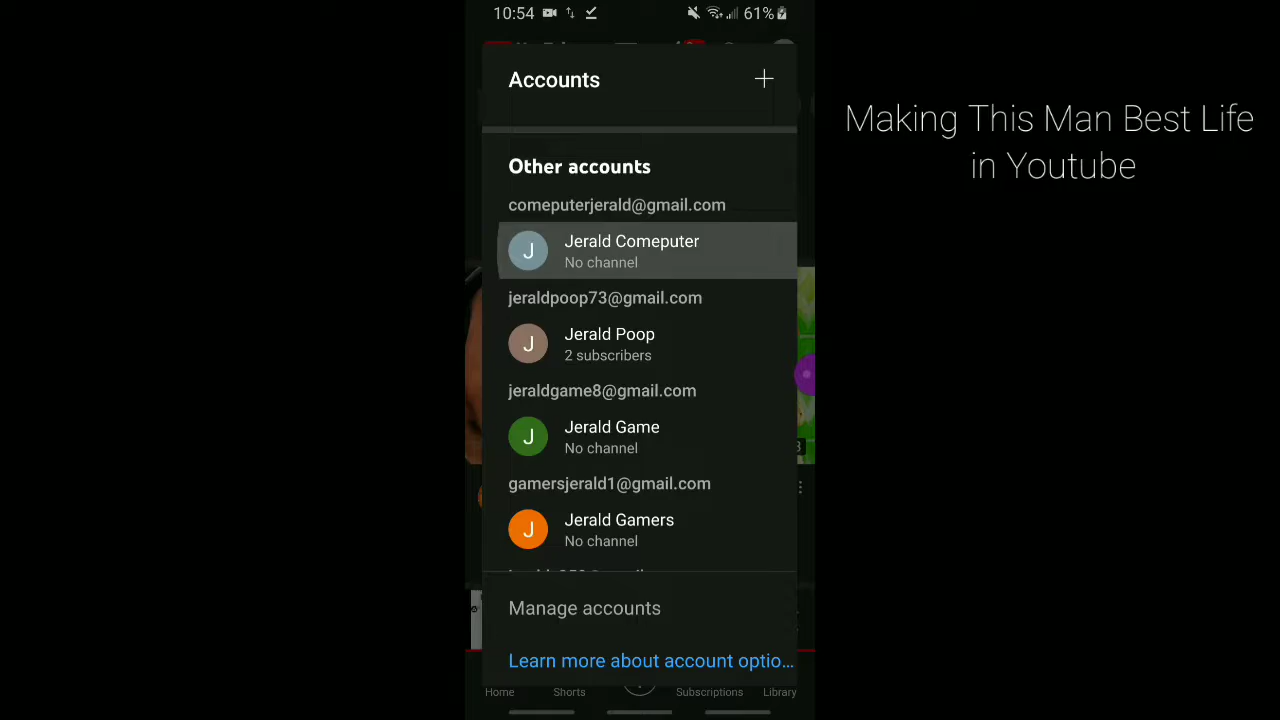 10:54
61%
Making This Man Best Life
in Youtube
Accounts
Other accounts
comeputerjerald@gmail.com
J
Jerald Comeputer
No channel
jeraldpoop73@gmail.com
J
Jerald Poop
2 subscribers
jeraldgame8@gmail.com
J
Jerald Game
No channel
gamersjerald1@gmail.com
J
Jerald Gamers
No channel
Manage accounts
Learn more about account optio...
Home
Shorts
Subscriptions
Library